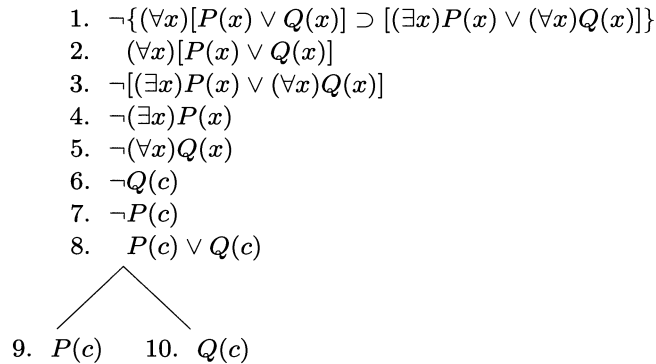 1. ¬{(∀x)[P(x) ∨ Q(x)] ⊃ [(∃x)P(x) ∨ (∀x)Q(x)]}
2. (∀x)[P(x) ∨ Q(x)]
3. ¬[(∃x)P(x) ∨ (∀x)Q(x)]
4. ¬(∃x)P(x)
5. ¬(∀x)Q(x)
6. ¬Q(c)
7. ¬P(c)
8. P(c) ∨ Q(c)
9. P(c) 10. Q(c)